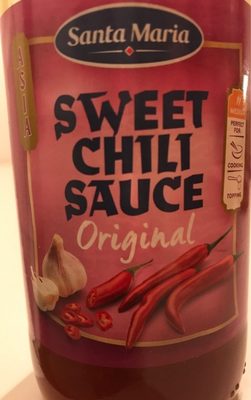 Santa Maria
ASIA
SWEET
CHILI
SAUCE
Original
PERFECT
FOR:
COOKING
TOPPING